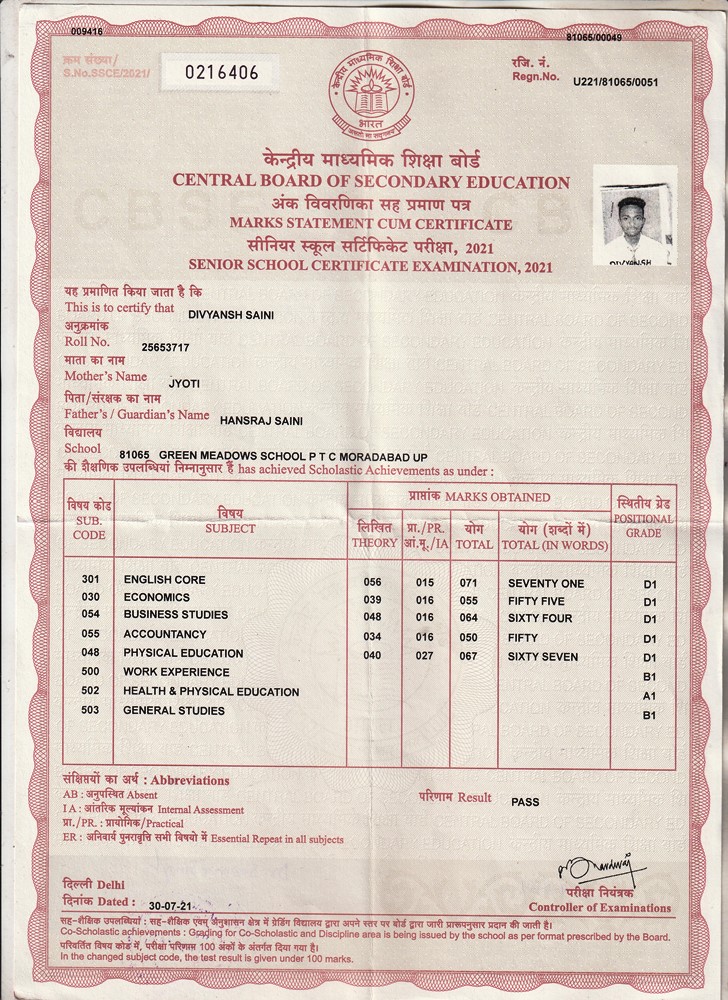 009416
81065/00049
क्रम संख्या/
S.No.SSCE/2021/
0216406
रजि. नं.
Regn.No. U221/81065/0051
केन्द्रीय माध्यमिक शिक्षा बोर्ड
भारत
केन्द्रीय माध्यमिक शिक्षा बोर्ड
CENTRAL BOARD OF SECONDARY EDUCATION
अंक विवरणिका सह प्रमाण पत्र
MARKS STATEMENT CUM CERTIFICATE
सीनियर स्कूल सर्टिफिकेट परीक्षा, 2021
SENIOR SCHOOL CERTIFICATE EXAMINATION, 2021
DIVYANSH
यह प्रमाणित किया जाता है कि
This is to certify that DIVYANSH SAINI
अनुक्रमांक
Roll No. 25653717
माता का नाम
Mother's Name JYOTI
पिता/संरक्षक का नाम
Father's / Guardian's Name HANSRAJ SAINI
विद्यालय
School 81065 GREEN MEADOWS SCHOOL P T C MORADABAD UP
की शैक्षणिक उपलब्धियां निम्नानुसार हैं has achieved Scholastic Achievements as under :
विषय कोड SUB. CODE विषय SUBJECT प्राप्तांक MARKS OBTAINED स्थितीय ग्रेड POSITIONAL GRADE
लिखित THEORY प्रा./PR. आं.मू./IA योग TOTAL योग (शब्दों में) TOTAL (IN WORDS)
301 ENGLISH CORE 056 015 071 SEVENTY ONE D1
030 ECONOMICS 039 016 055 FIFTY FIVE D1
054 BUSINESS STUDIES 048 016 064 SIXTY FOUR D1
055 ACCOUNTANCY 034 016 050 FIFTY D1
048 PHYSICAL EDUCATION 040 027 067 SIXTY SEVEN D1
500 WORK EXPERIENCE B1
502 HEALTH & PHYSICAL EDUCATION A1
503 GENERAL STUDIES B1
संक्षिप्तियों का अर्थ : Abbreviations
AB : अनुपस्थित Absent
I A : आंतरिक मूल्यांकन Internal Assessment
प्रा./PR. : प्रायोगिक/Practical
ER : अनिवार्य पुनरावृत्ति सभी विषयों में Essential Repeat in all subjects
परिणाम Result PASS
दिल्ली Delhi
दिनांक Dated : 30-07-21
परीक्षा नियंत्रक
Controller of Examinations
सह-शैक्षिक उपलब्धियां : सह-शैक्षिक एवम् अनुशासन क्षेत्र में ग्रेडिंग विद्यालय द्वारा अपने स्तर पर बोर्ड द्वारा जारी प्रारूपनुसार प्रदान की जाती है।
Co-Scholastic achievements : Grading for Co-Scholastic and Discipline area is being issued by the school as per format prescribed by the Board.
परिवर्तित विषय कोड में, परीक्षा परिणाम 100 अंकों के अंतर्गत दिया गया है।
In the changed subject code, the test result is given under 100 marks.